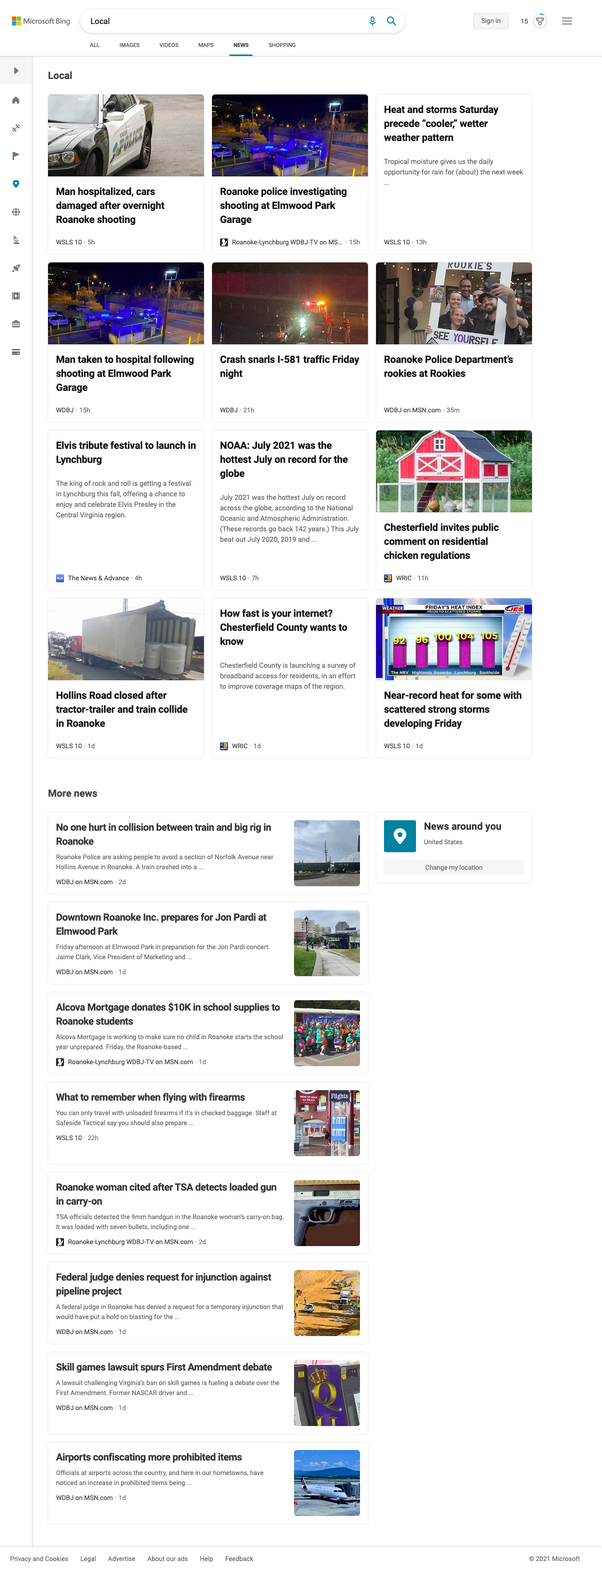 Microsoft Bing
Local
Sign in
15
ALL
IMAGES
VIDEOS
MAPS
NEWS
SHOPPING
Local
Man hospitalized, cars
damaged after overnight
Roanoke shooting
WSLS 10 · 5h
Roanoke police investigating
shooting at Elmwood Park
Garage
Roanoke-Lynchburg WDBJ-TV on MS... · 15h
Heat and storms Saturday
precede “cooler,” wetter
weather pattern
Tropical moisture gives us the daily
opportunity for rain for (about) the next week
...
WSLS 10 · 13h
Man taken to hospital following
shooting at Elmwood Park
Garage
WDBJ · 15h
Crash snarls I-581 traffic Friday
night
WDBJ · 21h
ROOKIE'S
SEE YOURSELF
Roanoke Police Department’s
rookies at Rookies
WDBJ on MSN.com · 35m
Elvis tribute festival to launch in
Lynchburg
The king of rock and roll is getting a festival
in Lynchburg this fall, offering a chance to
enjoy and celebrate Elvis Presley in the
Central Virginia region.
The News & Advance · 4h
NOAA: July 2021 was the
hottest July on record for the
globe
July 2021 was the hottest July on record
across the globe, according to the National
Oceanic and Atmospheric Administration.
(These records go back 142 years.) This July
beat out July 2020, 2019 and ...
WSLS 10 · 7h
Chesterfield invites public
comment on residential
chicken regulations
WRIC · 11h
Hollins Road closed after
tractor-trailer and train collide
in Roanoke
WSLS 10 · 1d
How fast is your internet?
Chesterfield County wants to
know
Chesterfield County is launching a survey of
broadband access for residents, in an effort
to improve coverage maps of the region.
WRIC · 1d
WEATHER
FRIDAY'S HEAT INDEX
92 96 100 104 105
The NRV Highlands Roanoke Lynchburg Southside
Near-record heat for some with
scattered strong storms
developing Friday
WSLS 10 · 1d
More news
No one hurt in collision between train and big rig in
Roanoke
Roanoke Police are asking people to avoid a section of Norfolk Avenue near
Hollins Avenue in Roanoke. A train crashed into a ...
WDBJ on MSN.com · 2d
News around you
United States
Change my location
Downtown Roanoke Inc. prepares for Jon Pardi at
Elmwood Park
Friday afternoon at Elmwood Park in preparation for the Jon Pardi concert.
Jaime Clark, Vice President of Marketing and ...
WDBJ on MSN.com · 1d
Alcova Mortgage donates $10K in school supplies to
Roanoke students
Alcova Mortgage is working to make sure no child in Roanoke starts the school
year unprepared. Friday, the Roanoke-based ...
Roanoke-Lynchburg WDBJ-TV on MSN.com · 1d
What to remember when flying with firearms
You can only travel with unloaded firearms if it’s in checked baggage. Staff at
Safeside Tactical say you should also prepare ...
WSLS 10 · 22h
Flights
Roanoke woman cited after TSA detects loaded gun
in carry-on
TSA officials detected the 9mm handgun in the Roanoke woman’s carry-on bag.
It was loaded with seven bullets, including one ...
Roanoke-Lynchburg WDBJ-TV on MSN.com · 2d
Federal judge denies request for injunction against
pipeline project
A federal judge in Roanoke has denied a request for a temporary injunction that
would have put a hold on blasting for the ...
WDBJ on MSN.com · 1d
Skill games lawsuit spurs First Amendment debate
A lawsuit challenging Virginia’s ban on skill games is fueling a debate over the
First Amendment. Former NASCAR driver and ...
WDBJ on MSN.com · 1d
Airports confiscating more prohibited items
Officials at airports across the country, and here in our hometowns, have
noticed an increase in prohibited items being ...
WDBJ on MSN.com · 1d
Privacy and Cookies
Legal
Advertise
About our ads
Help
Feedback
© 2021 Microsoft